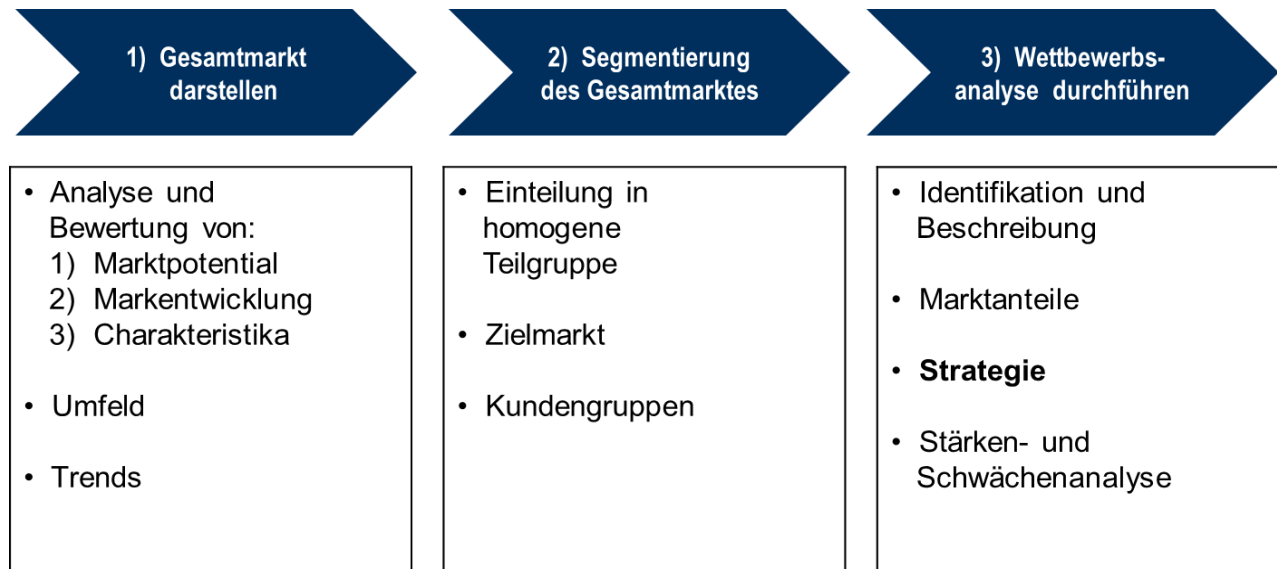 1) Gesamtmarkt
darstellen
2) Segmentierung
des Gesamtmarktes
3) Wettbewerbs-
analyse durchführen
• Analyse und
Bewertung von:
1) Marktpotential
2) Markentwicklung
3) Charakteristika
• Umfeld
• Trends
• Einteilung in
homogene
Teilgruppe
• Zielmarkt
• Kundengruppen
• Identifikation und
Beschreibung
• Marktanteile
• Strategie
• Stärken- und
Schwächenanalyse